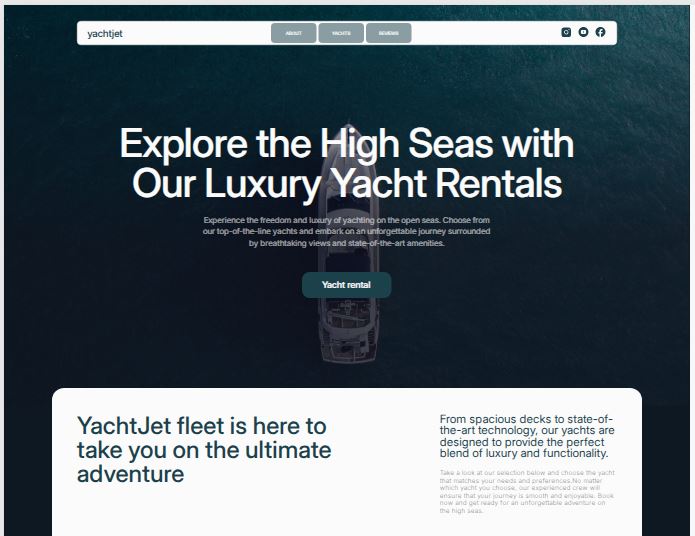 yachtjet
ABOUT
YACHTS
REVIEWS
Explore the High Seas with
Our Luxury Yacht Rentals
Experience the freedom and luxury of yachting on the open seas. Choose from
our top-of-the-line yachts and embark on an unforgettable journey surrounded
by breathtaking views and state-of-the-art amenities.
Yacht rental
YachtJet fleet is here to
take you on the ultimate
adventure
From spacious decks to state-of-
the-art technology, our yachts are
designed to provide the perfect
blend of luxury and functionality.
Take a look at our selection below and choose the yacht
that matches your needs and preferences.No matter
which yacht you choose, our experienced crew will
ensure that your journey is smooth and enjoyable. Book
now and get ready for an unforgettable adventure on
the high seas.